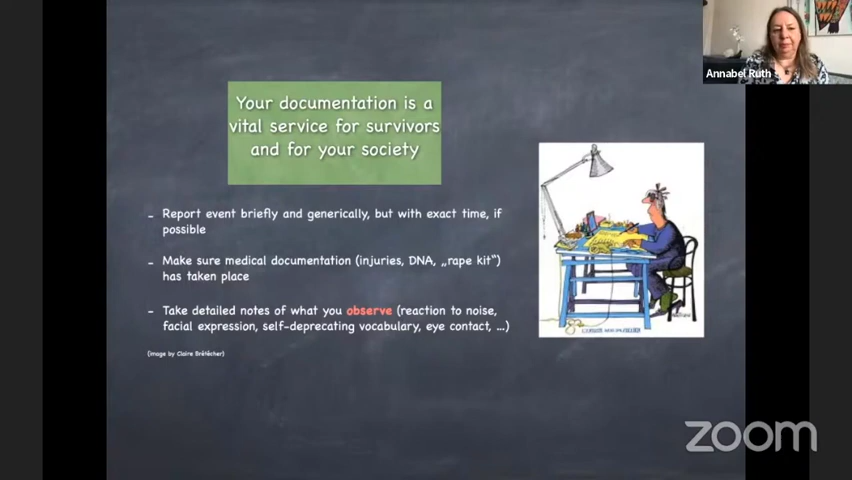 Your documentation is a
vital service for survivors
and for your society
- Report event briefly and generically, but with exact time, if
possible
- Make sure medical documentation (injuries, DNA, „rape kit“)
has taken place
- Take detailed notes of what you observe (reaction to noise,
facial expression, self-deprecating vocabulary, eye contact, ...)
(image by Claire Brétécher)
Annabel Ruth
zoom